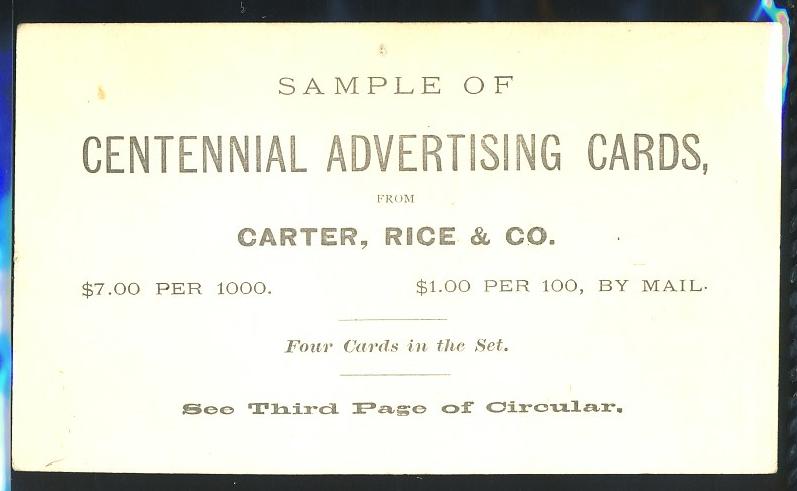 SAMPLE OF
CENTENNIAL ADVERTISING CARDS,
FROM
CARTER, RICE & CO.
$7.00 PER 1000. $1.00 PER 100, BY MAIL.
Four Cards in the Set.
See Third Page of Circular.